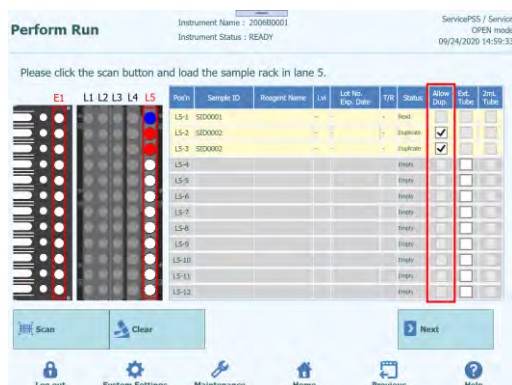 Perform Run
Instrument Name : 2006B0001
Instrument Status : READY
ServicePSS / Service
OPEN mode
09/24/2020 14:59:33
Please click the scan button and load the sample rack in lane 5.
E1 L1 L2 L3 L4 L5
Pos'n Sample ID Reagent Name Lvl Lot No. Exp. Date T/R Status Allow Dup. Ext. Tube 2mL Tube
L5-1 SID0001 - - - Read
L5-2 SID0002 - - - Duplicate
L5-3 SID0002 - - - Duplicate
L5-4 Empty
L5-5 Empty
L5-6 Empty
L5-7 Empty
L5-8 Empty
L5-9 Empty
L5-10 Empty
L5-11 Empty
L5-12 Empty
Scan
Clear
Next
Log out System Settings Maintenance Home Previous Help